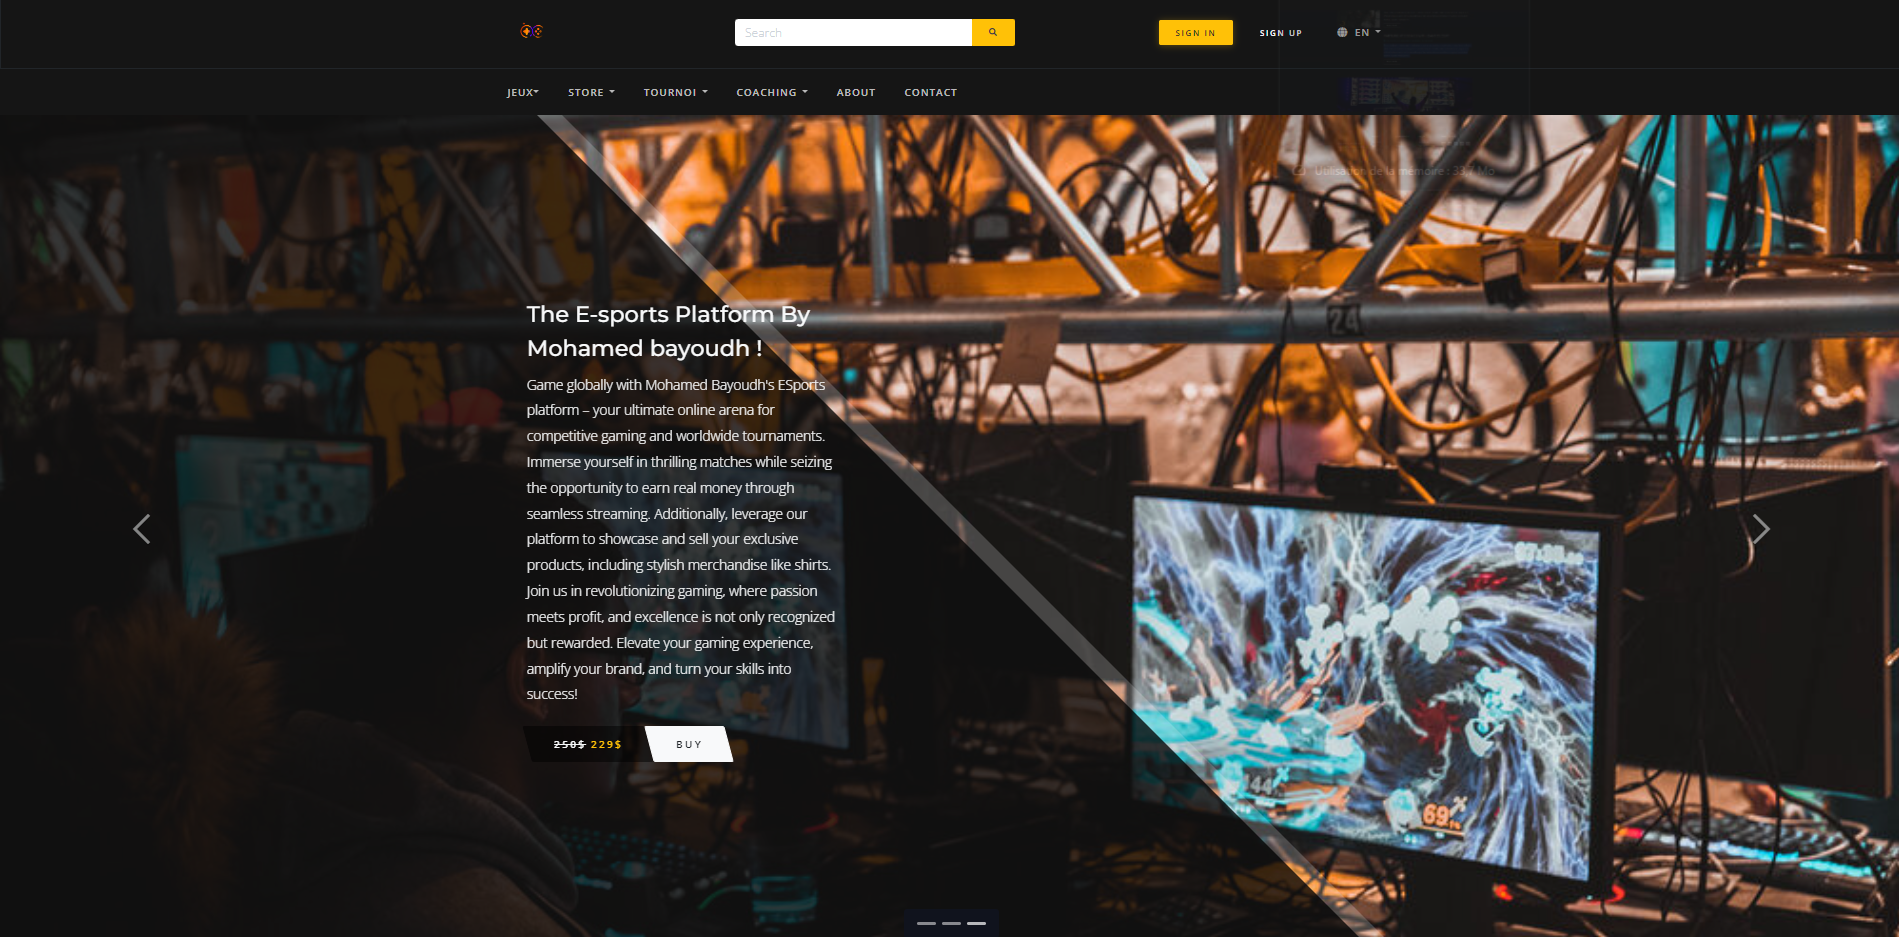 Search
SIGN IN
SIGN UP
EN
JEUX
STORE
TOURNOI
COACHING
ABOUT
CONTACT
Utilisation de la mémoire : 33,7 Mo
24
The E-sports Platform By
Mohamed bayoudh !
Game globally with Mohamed Bayoudh's ESports
platform – your ultimate online arena for
competitive gaming and worldwide tournaments.
Immerse yourself in thrilling matches while seizing
the opportunity to earn real money through
seamless streaming. Additionally, leverage our
platform to showcase and sell your exclusive
products, including stylish merchandise like shirts.
Join us in revolutionizing gaming, where passion
meets profit, and excellence is not only recognized
but rewarded. Elevate your gaming experience,
amplify your brand, and turn your skills into
success!
250$ 229$
BUY
144
69